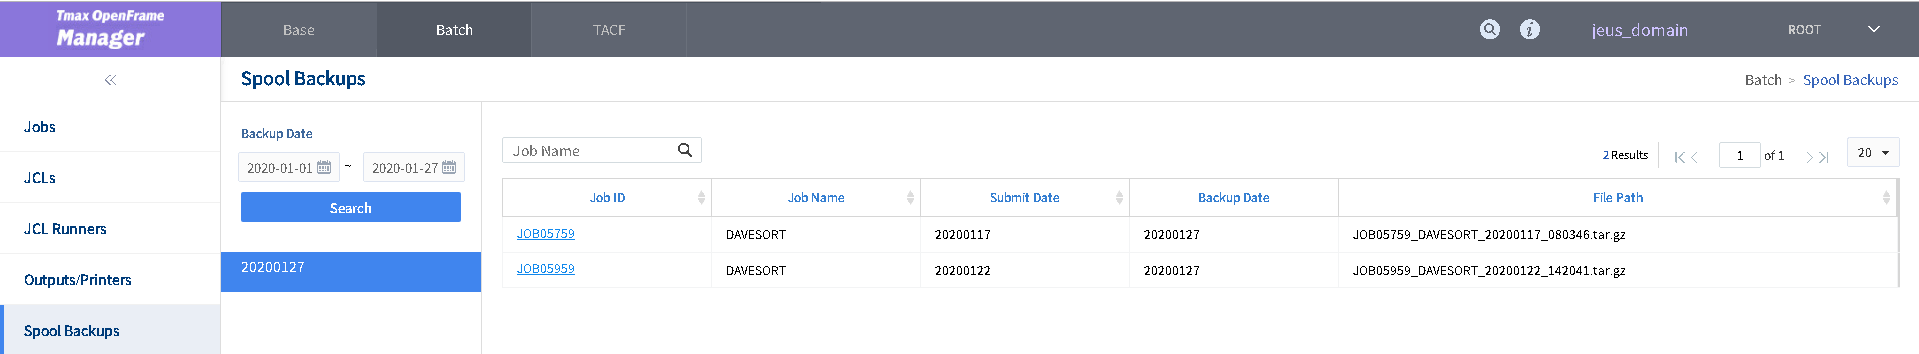 Tmax OpenFrame
Manager
Base
Batch
TACF
jeus_domain
ROOT
Spool Backups
Batch > Spool Backups
Jobs
JCLs
JCL Runners
Outputs/Printers
Spool Backups
Backup Date
2020-01-01 ~ 2020-01-27
Search
20200127
Job Name
2 Results
1 of 1
20
Job ID Job Name Submit Date Backup Date File Path
JOB05759 DAVESORT 20200117 20200127 JOB05759_DAVESORT_20200117_080346.tar.gz
JOB05959 DAVESORT 20200122 20200127 JOB05959_DAVESORT_20200122_142041.tar.gz